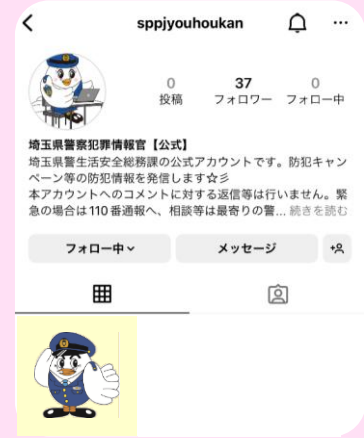 sppjyouhoukan
0 37 0
投稿 フォロワー フォロー中
埼玉県警察犯罪情報官【公式】
埼玉県警生活安全総務課の公式アカウントです。防犯キャン
ペーン等の防犯情報を発信します☆彡
本アカウントへのコメントに対する返信等は行いません。緊
急の場合は110番通報へ、相談等は最寄りの警... 続きを読む
フォロー中 メッセージ